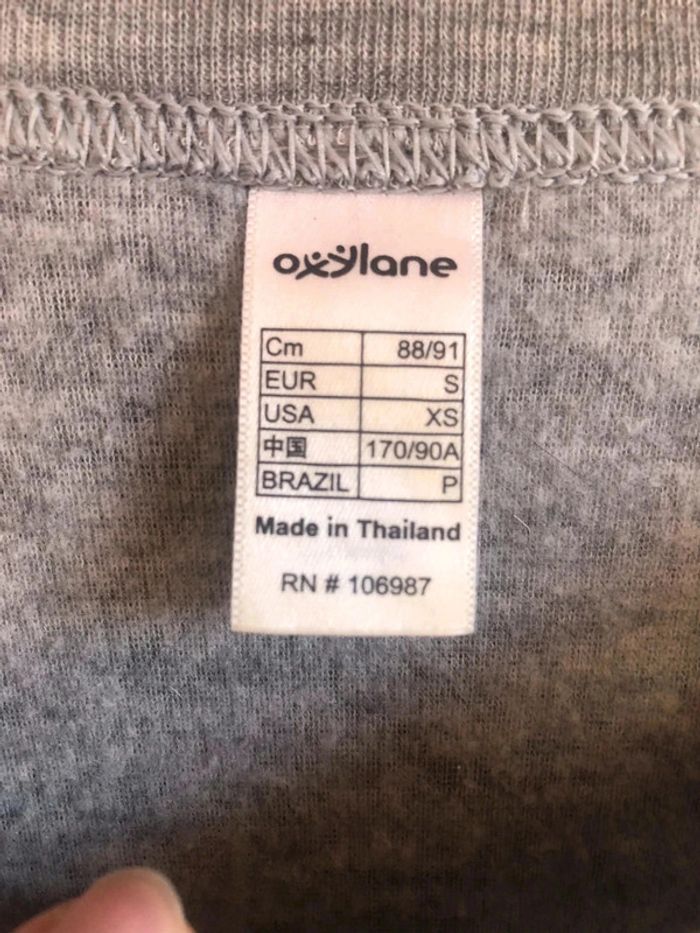 oxylane
Cm 88/91
EUR S
USA XS
中国 170/90A
BRAZIL P
Made in Thailand
RN # 106987